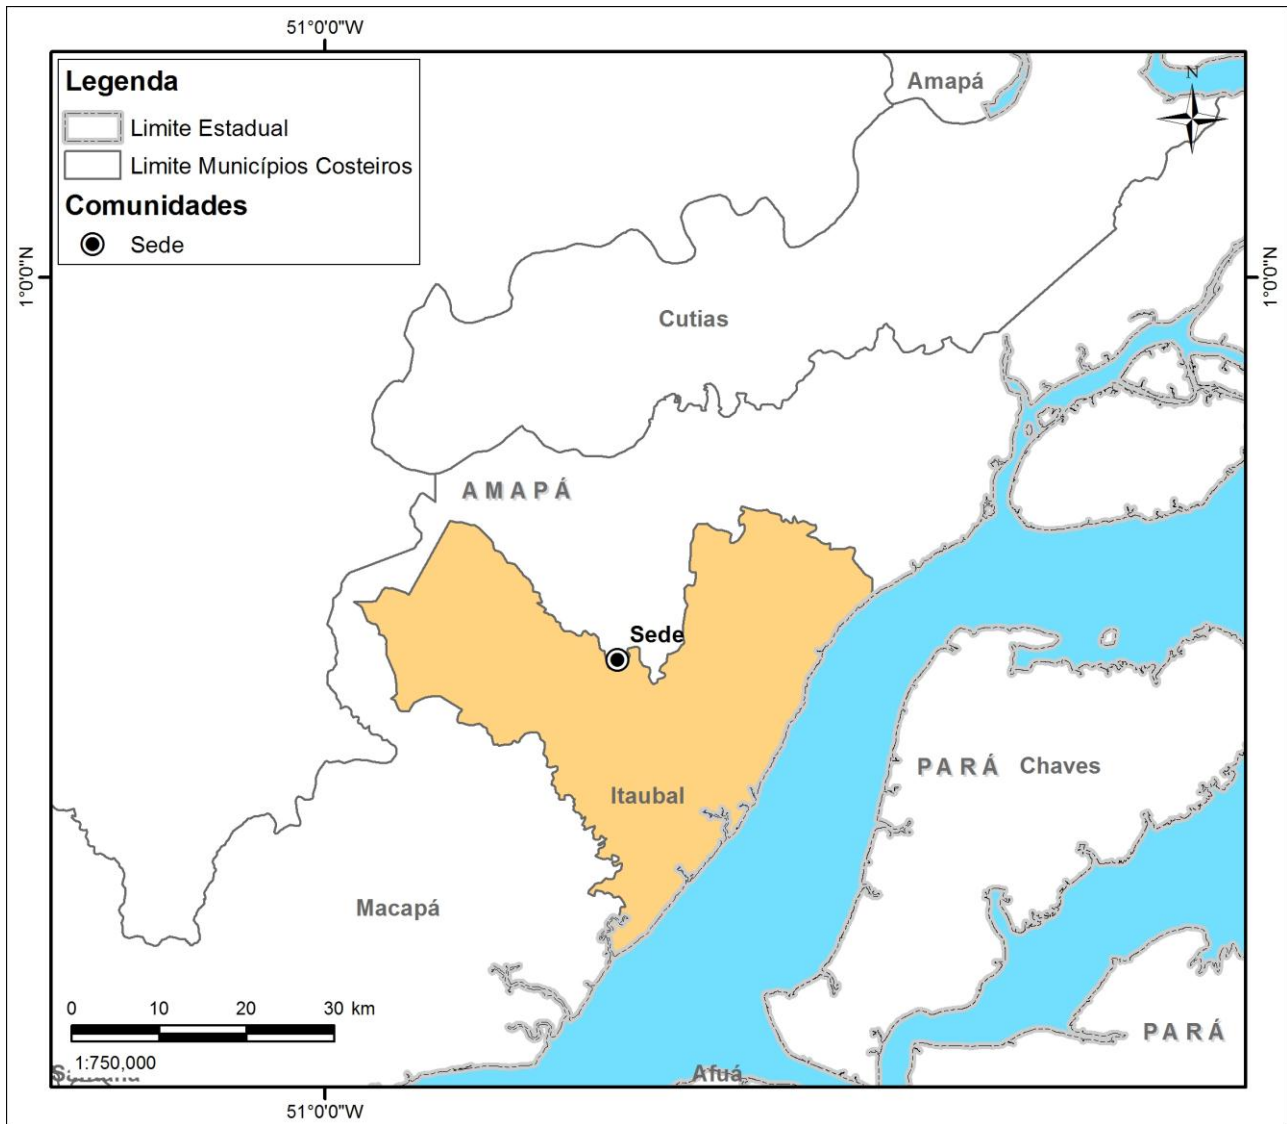 51°0'0"W
Legenda
Limite Estadual
Limite Municípios Costeiros
Comunidades
Sede
Amapá
N
1°0'0"N
1°0'0"N
Cutias
AMAPÁ
Sede
PARÁ Chaves
Itaubal
Macapá
0 10 20 30 km
1:750,000
PARÁ
Afuá
51°0'0"W